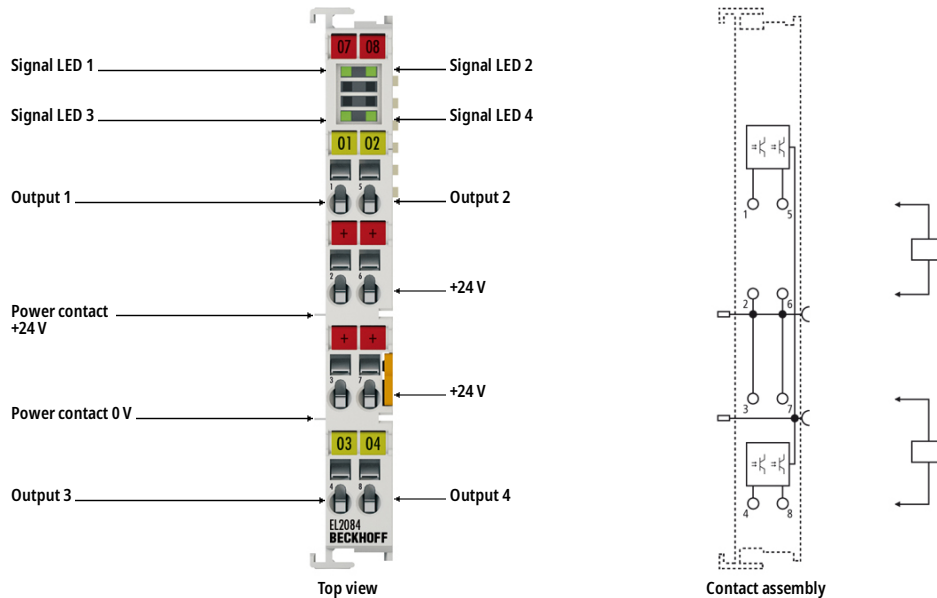 07 08
Signal LED 1
Signal LED 2
Signal LED 3
Signal LED 4
01 02
1 5
Output 1
Output 2
+ +
2 6
+24 V
Power contact
+24 V
+ +
3 7
+24 V
Power contact 0 V
03 04
4 8
Output 3
Output 4
EL2084
BECKHOFF
Top view
1 5
2 6
3 7
4 8
Contact assembly